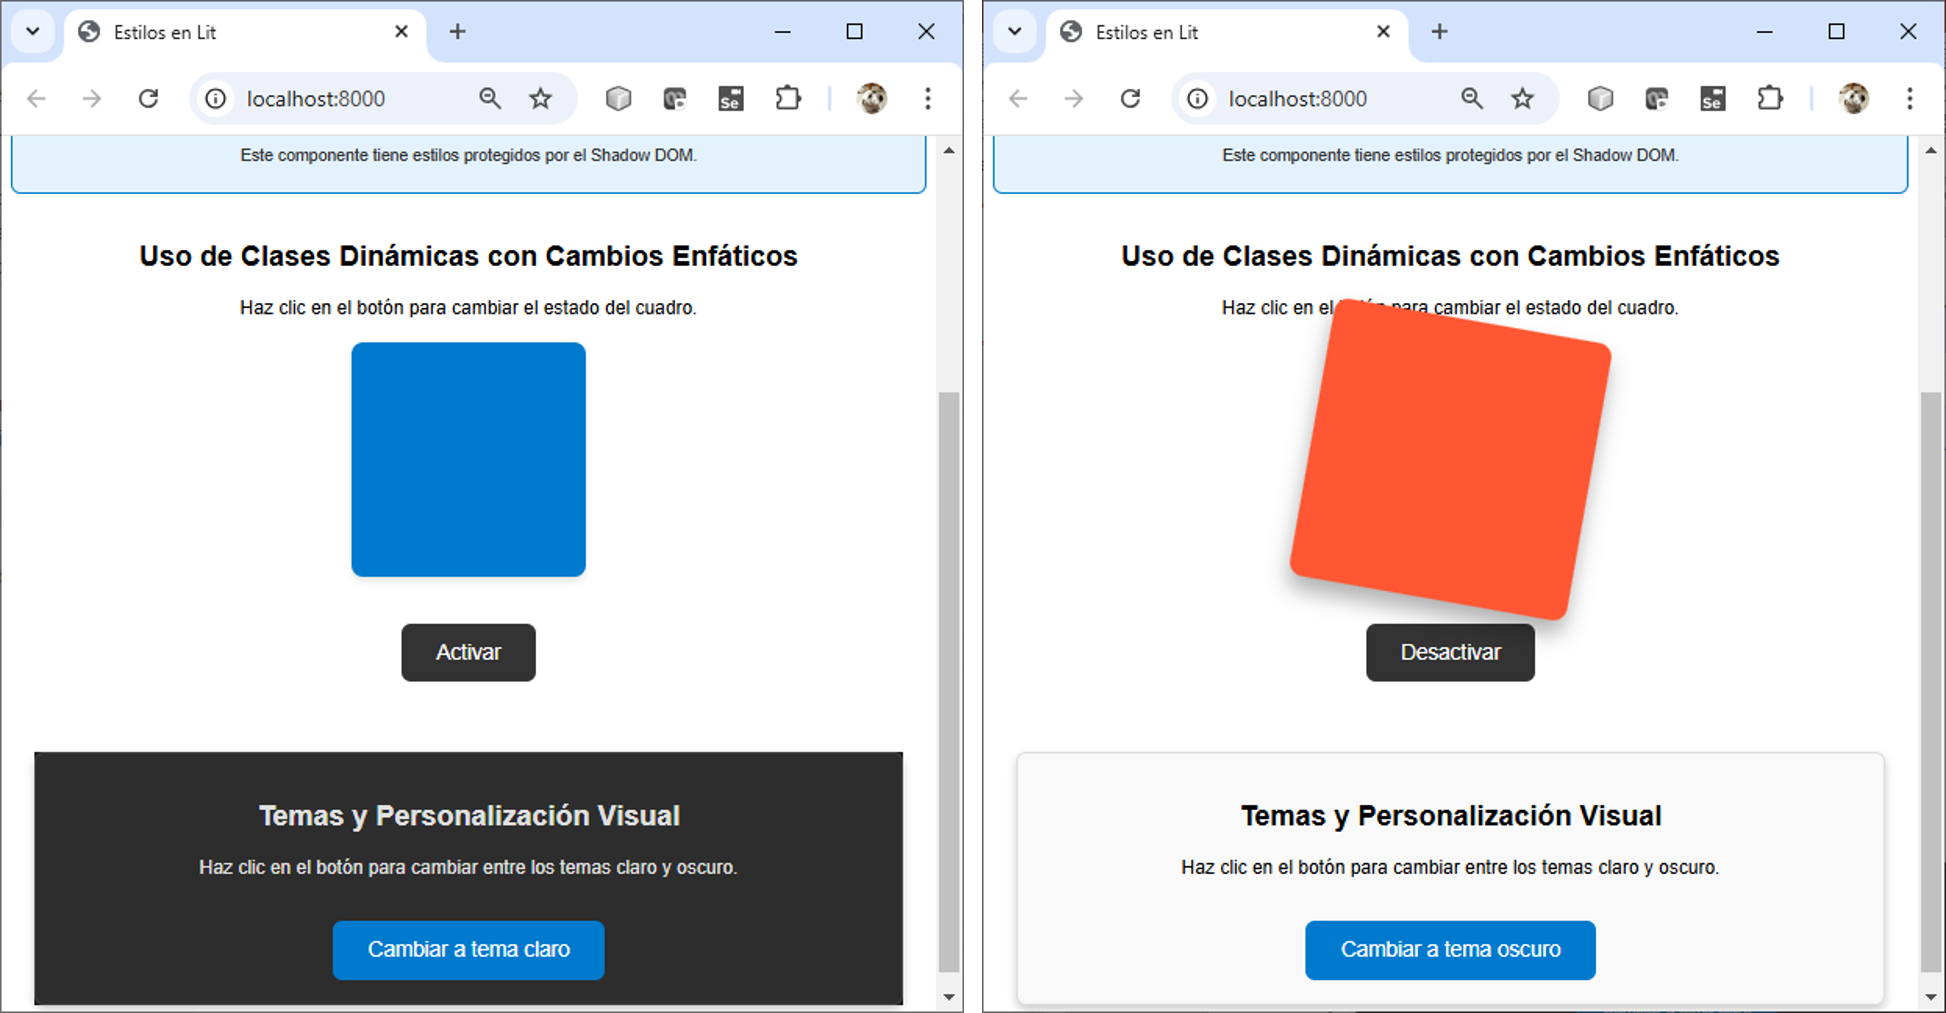 Estilos en Lit
localhost:8000
Se
Este componente tiene estilos protegidos por el Shadow DOM.
Uso de Clases Dinámicas con Cambios Enfáticos
Haz clic en el botón para cambiar el estado del cuadro.
Activar
Temas y Personalización Visual
Haz clic en el botón para cambiar entre los temas claro y oscuro.
Cambiar a tema claro
Estilos en Lit
localhost:8000
Se
Este componente tiene estilos protegidos por el Shadow DOM.
Uso de Clases Dinámicas con Cambios Enfáticos
Haz clic en el botón para cambiar el estado del cuadro.
Desactivar
Temas y Personalización Visual
Haz clic en el botón para cambiar entre los temas claro y oscuro.
Cambiar a tema oscuro